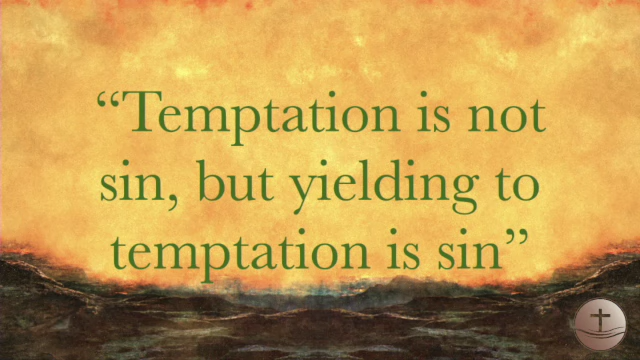 “Temptation is not
sin, but yielding to
temptation is sin”